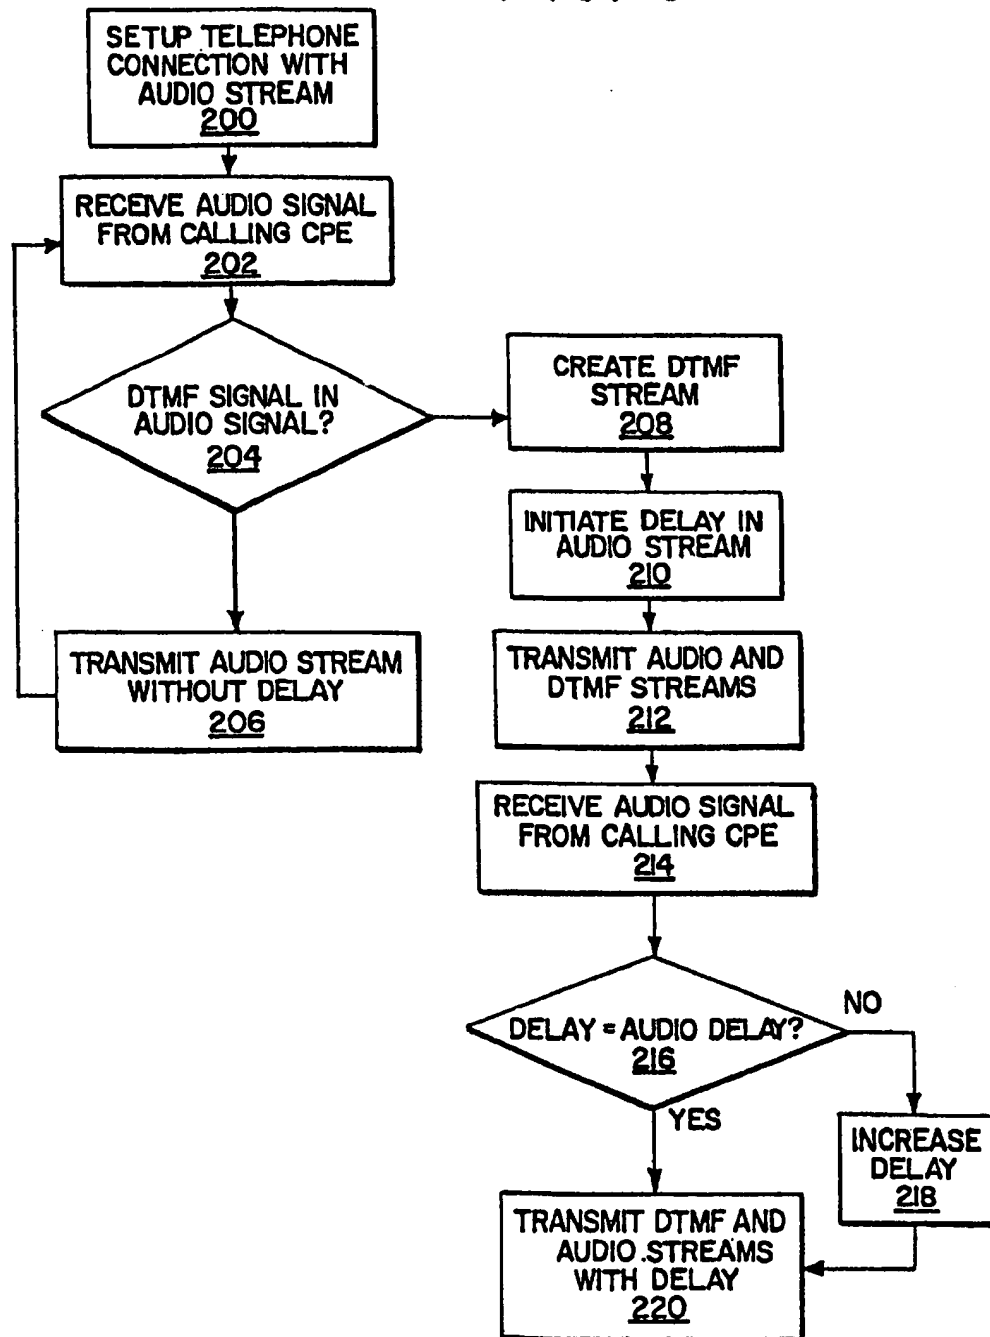 SETUP TELEPHONE
CONNECTION WITH
AUDIO STREAM
200
RECEIVE AUDIO SIGNAL
FROM CALLING CPE
202
DTMF SIGNAL IN
AUDIO SIGNAL?
204
TRANSMIT AUDIO STREAM
WITHOUT DELAY
206
CREATE DTMF
STREAM
208
INITIATE DELAY IN
AUDIO STREAM
210
TRANSMIT AUDIO AND
DTMF STREAMS
212
RECEIVE AUDIO SIGNAL
FROM CALLING CPE
214
DELAY = AUDIO DELAY?
216
NO
YES
INCREASE
DELAY
218
TRANSMIT DTMF AND
AUDIO.STREAMS
WITH DELAY
220